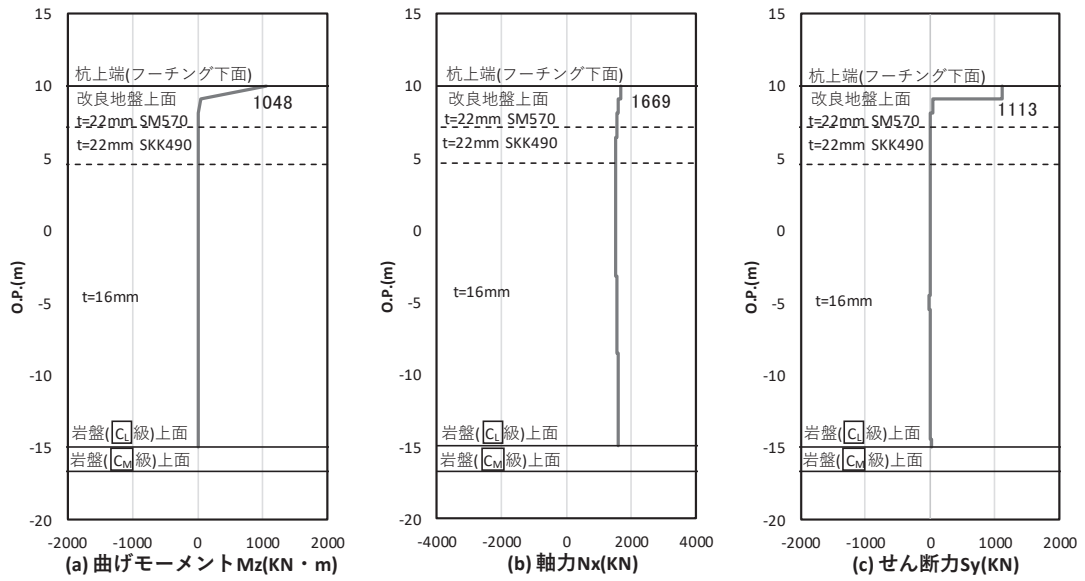 15
10
5
0
-5
-10
-15
-20
O.P.(m)
杭上端(フーチング下面)
改良地盤上面
1048
t=22mm SM570
t=22mm SKK490
t=16mm
岩盤(CL級)上面
岩盤(CM級)上面
-2000 -1000 0 1000 2000
(a) 曲げモーメントMz(KN・m)
15
10
5
0
-5
-10
-15
-20
O.P.(m)
杭上端(フーチング下面)
改良地盤上面
1669
t=22mm SM570
t=22mm SKK490
t=16mm
岩盤(CL級)上面
岩盤(CM級)上面
-4000 -2000 0 2000 4000
(b) 軸力Nx(KN)
15
10
5
0
-5
-10
-15
-20
O.P.(m)
杭上端(フーチング下面)
改良地盤上面
1113
t=22mm SM570
t=22mm SKK490
t=16mm
岩盤(CL級)上面
岩盤(CM級)上面
-2000 -1000 0 1000 2000
(c) せん断力Sy(KN)